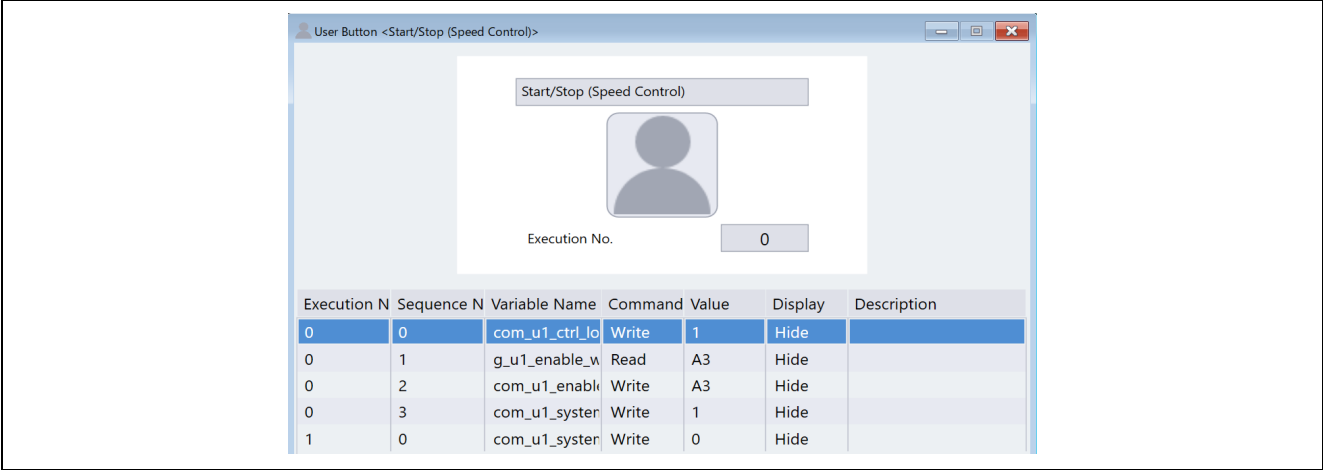 User Button <Start/Stop (Speed Control)>
Start/Stop (Speed Control)
Execution No. 0
Execution N Sequence N Variable Name Command Value Display Description
0 0 com_u1_ctrl_lo Write 1 Hide
0 1 g_u1_enable_w Read A3 Hide
0 2 com_u1_enable Write A3 Hide
0 3 com_u1_system Write 1 Hide
1 0 com_u1_system Write 0 Hide